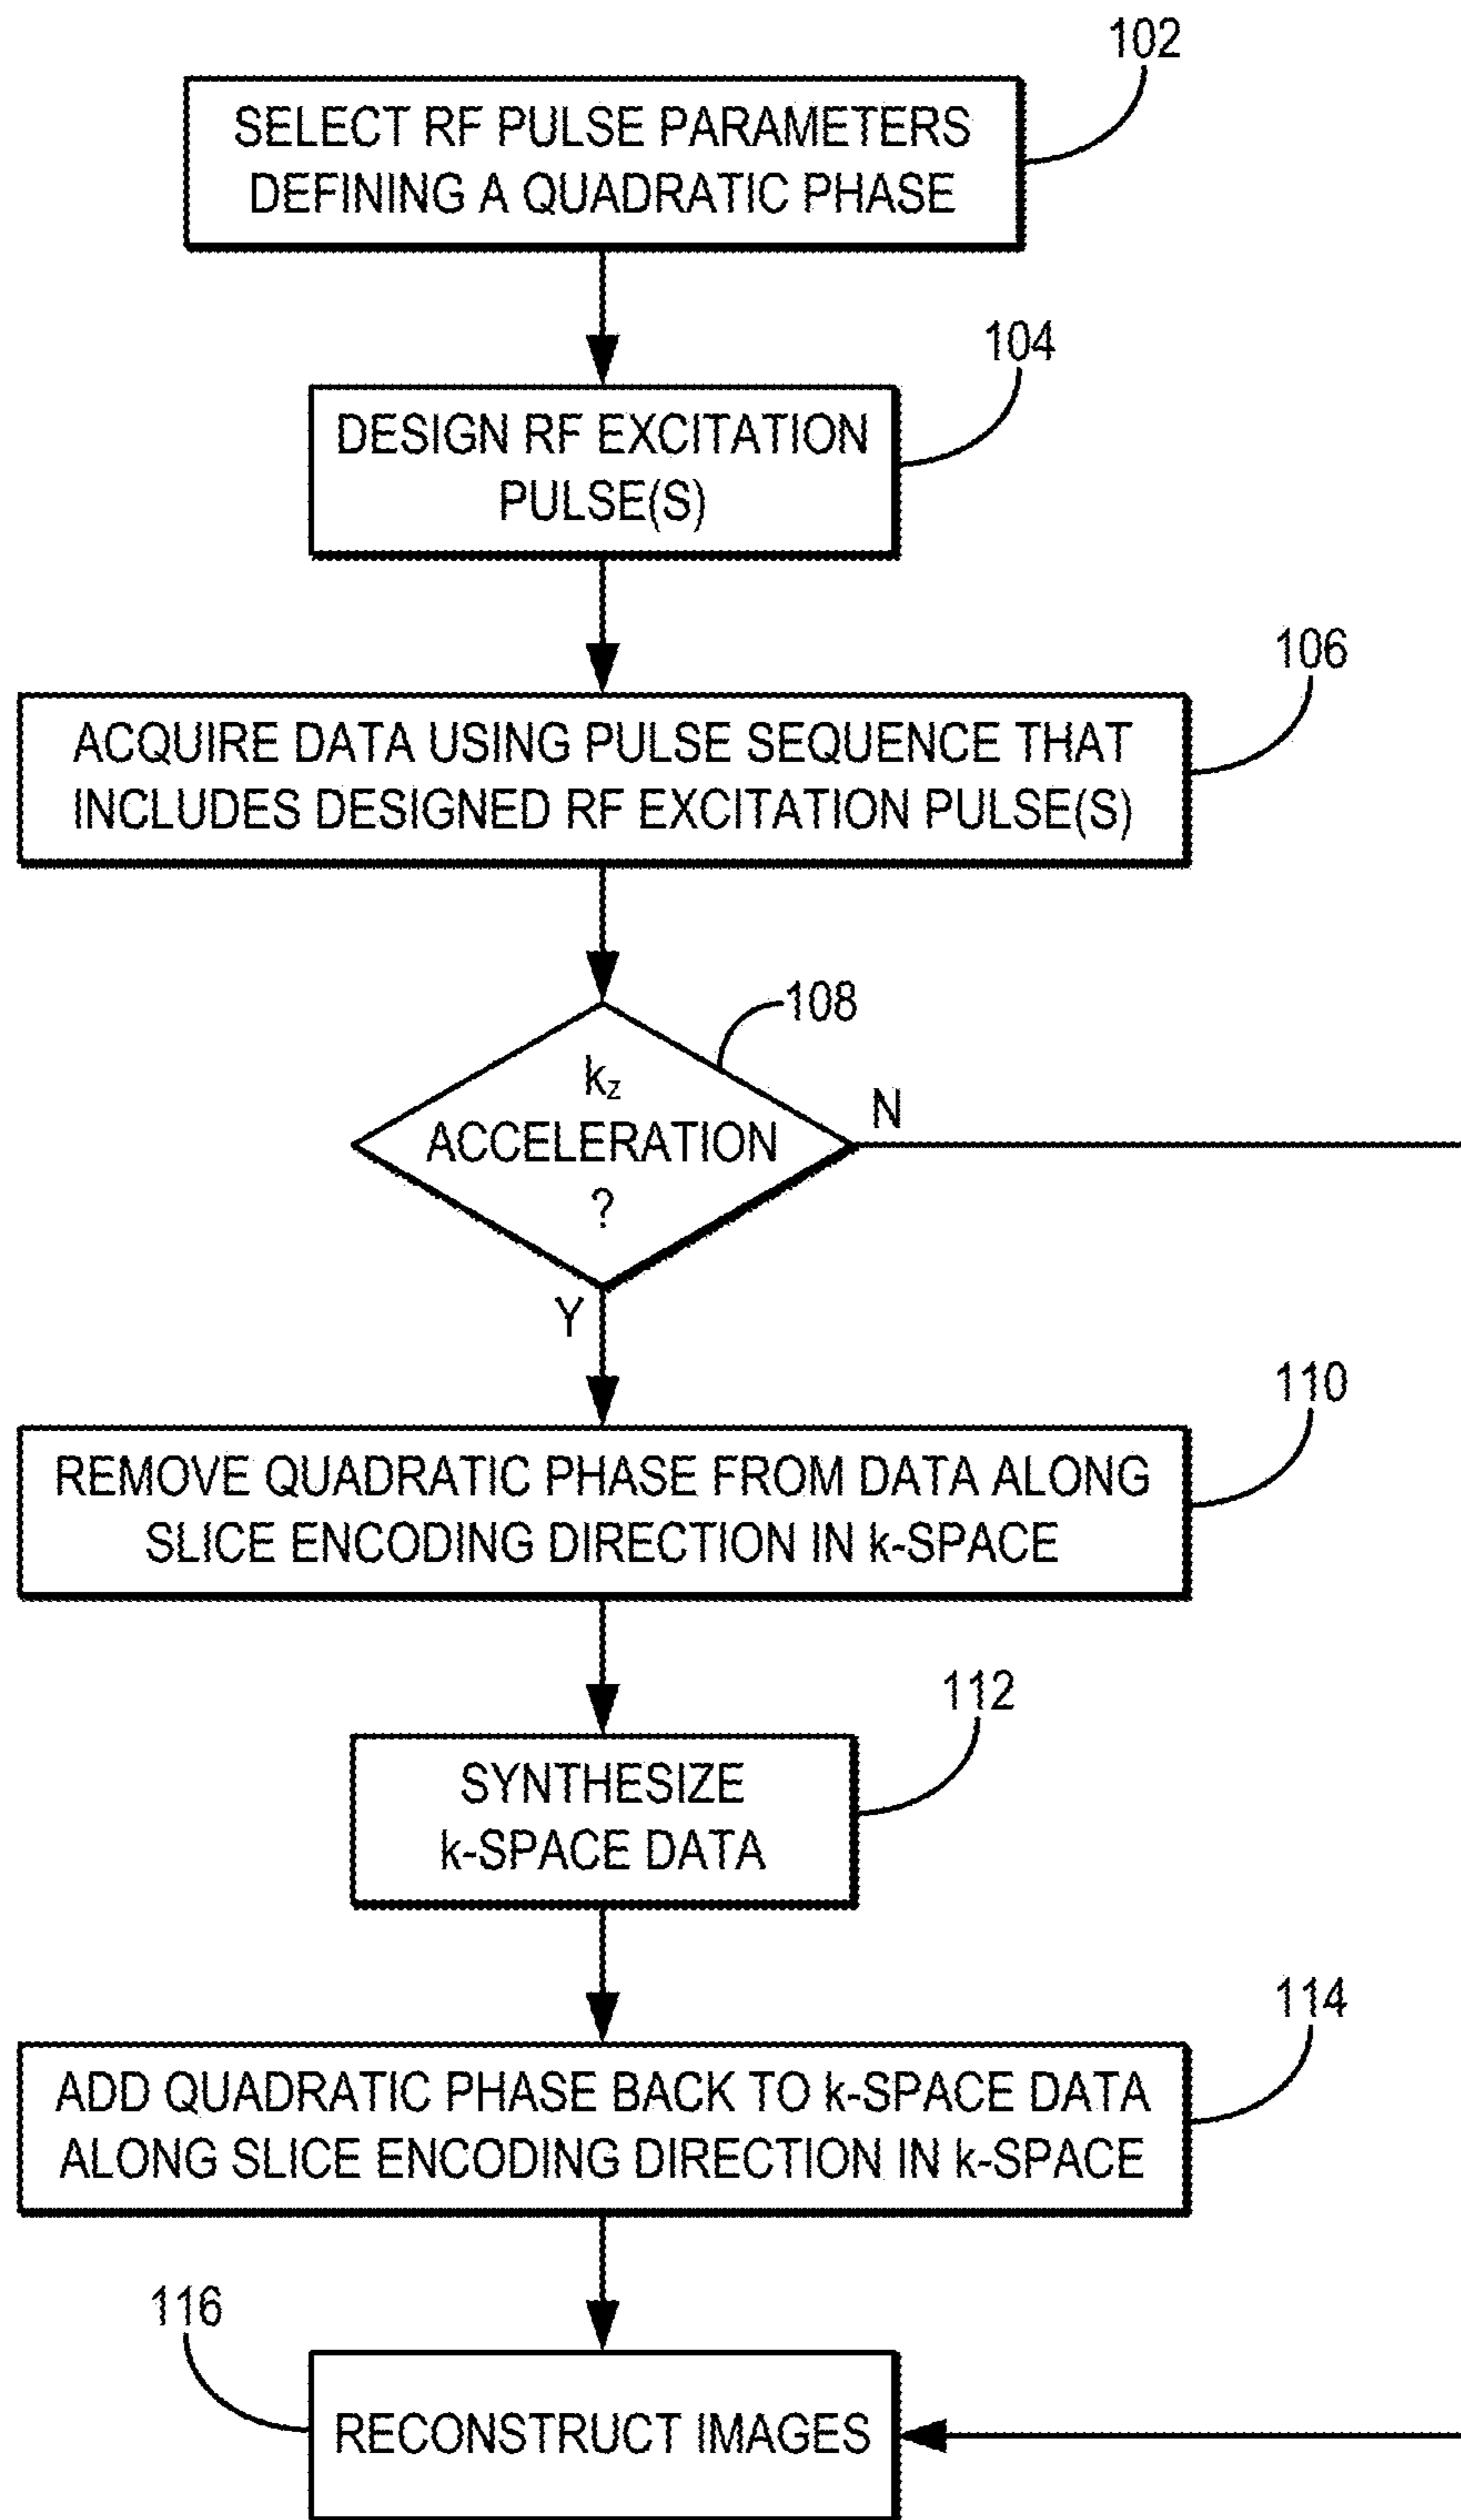 102
SELECT RF PULSE PARAMETERS
DEFINING A QUADRATIC PHASE
104
DESIGN RF EXCITATION
PULSE(S)
106
ACQUIRE DATA USING PULSE SEQUENCE THAT
INCLUDES DESIGNED RF EXCITATION PULSE(S)
108
kz
ACCELERATION
?
N
Y
110
REMOVE QUADRATIC PHASE FROM DATA ALONG
SLICE ENCODING DIRECTION IN k-SPACE
112
SYNTHESIZE
k-SPACE DATA
114
ADD QUADRATIC PHASE BACK TO k-SPACE DATA
ALONG SLICE ENCODING DIRECTION IN k-SPACE
116
RECONSTRUCT IMAGES